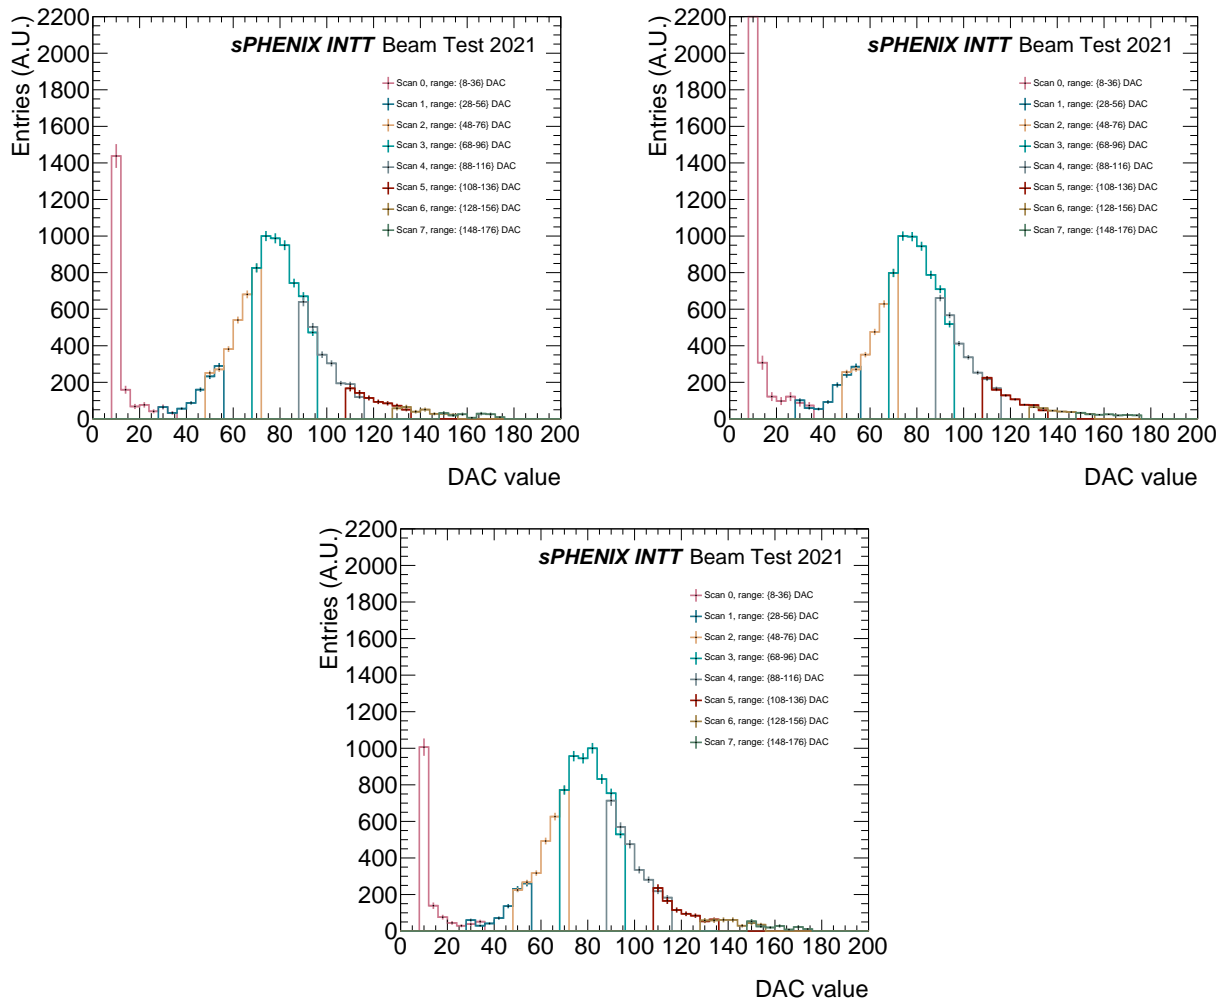 2200
2000
1800
1600
1400
1200
1000
800
600
400
200
0
Entries (A.U.)
sPHENIX INTT Beam Test 2021
Scan 0, range: {8-36} DAC
Scan 1, range: {28-56} DAC
Scan 2, range: {48-76} DAC
Scan 3, range: {68-96} DAC
Scan 4, range: {88-116} DAC
Scan 5, range: {108-136} DAC
Scan 6, range: {128-156} DAC
Scan 7, range: {148-176} DAC
0 20 40 60 80 100 120 140 160 180 200
DAC value
2200
2000
1800
1600
1400
1200
1000
800
600
400
200
0
Entries (A.U.)
sPHENIX INTT Beam Test 2021
Scan 0, range: {8-36} DAC
Scan 1, range: {28-56} DAC
Scan 2, range: {48-76} DAC
Scan 3, range: {68-96} DAC
Scan 4, range: {88-116} DAC
Scan 5, range: {108-136} DAC
Scan 6, range: {128-156} DAC
Scan 7, range: {148-176} DAC
0 20 40 60 80 100 120 140 160 180 200
DAC value
2200
2000
1800
1600
1400
1200
1000
800
600
400
200
0
Entries (A.U.)
sPHENIX INTT Beam Test 2021
Scan 0, range: {8-36} DAC
Scan 1, range: {28-56} DAC
Scan 2, range: {48-76} DAC
Scan 3, range: {68-96} DAC
Scan 4, range: {88-116} DAC
Scan 5, range: {108-136} DAC
Scan 6, range: {128-156} DAC
Scan 7, range: {148-176} DAC
0 20 40 60 80 100 120 140 160 180 200
DAC value